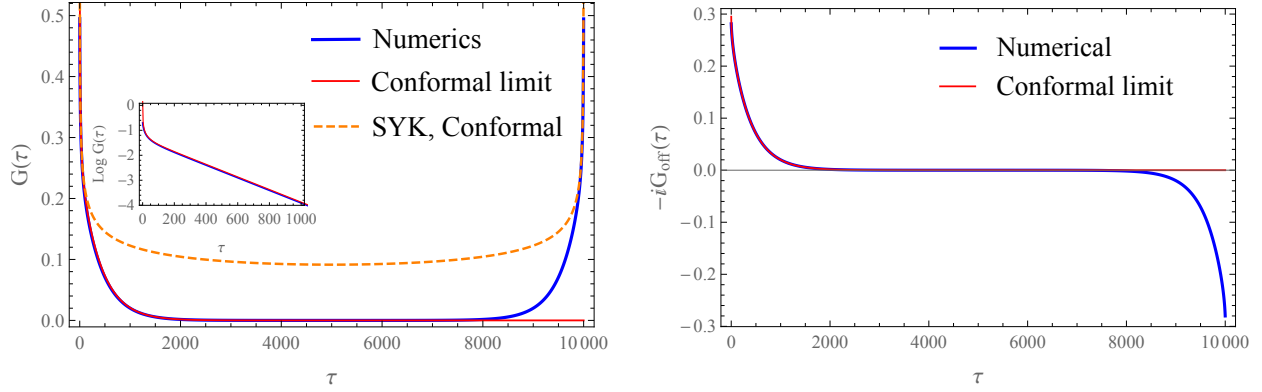 0.5
0.4
0.3
0.2
0.1
0.0
G(τ)
Numerics
Conformal limit
SYK, Conformal
0
−1
−2
−3
−4
Log G(τ)
0 200 400 600 800 1000
τ
0 2000 4000 6000 8000 10 000
τ
0.3
0.2
0.1
0.0
−0.1
−0.2
−0.3
−iGoff(τ)
Numerical
Conformal limit
0 2000 4000 6000 8000 10 000
τ